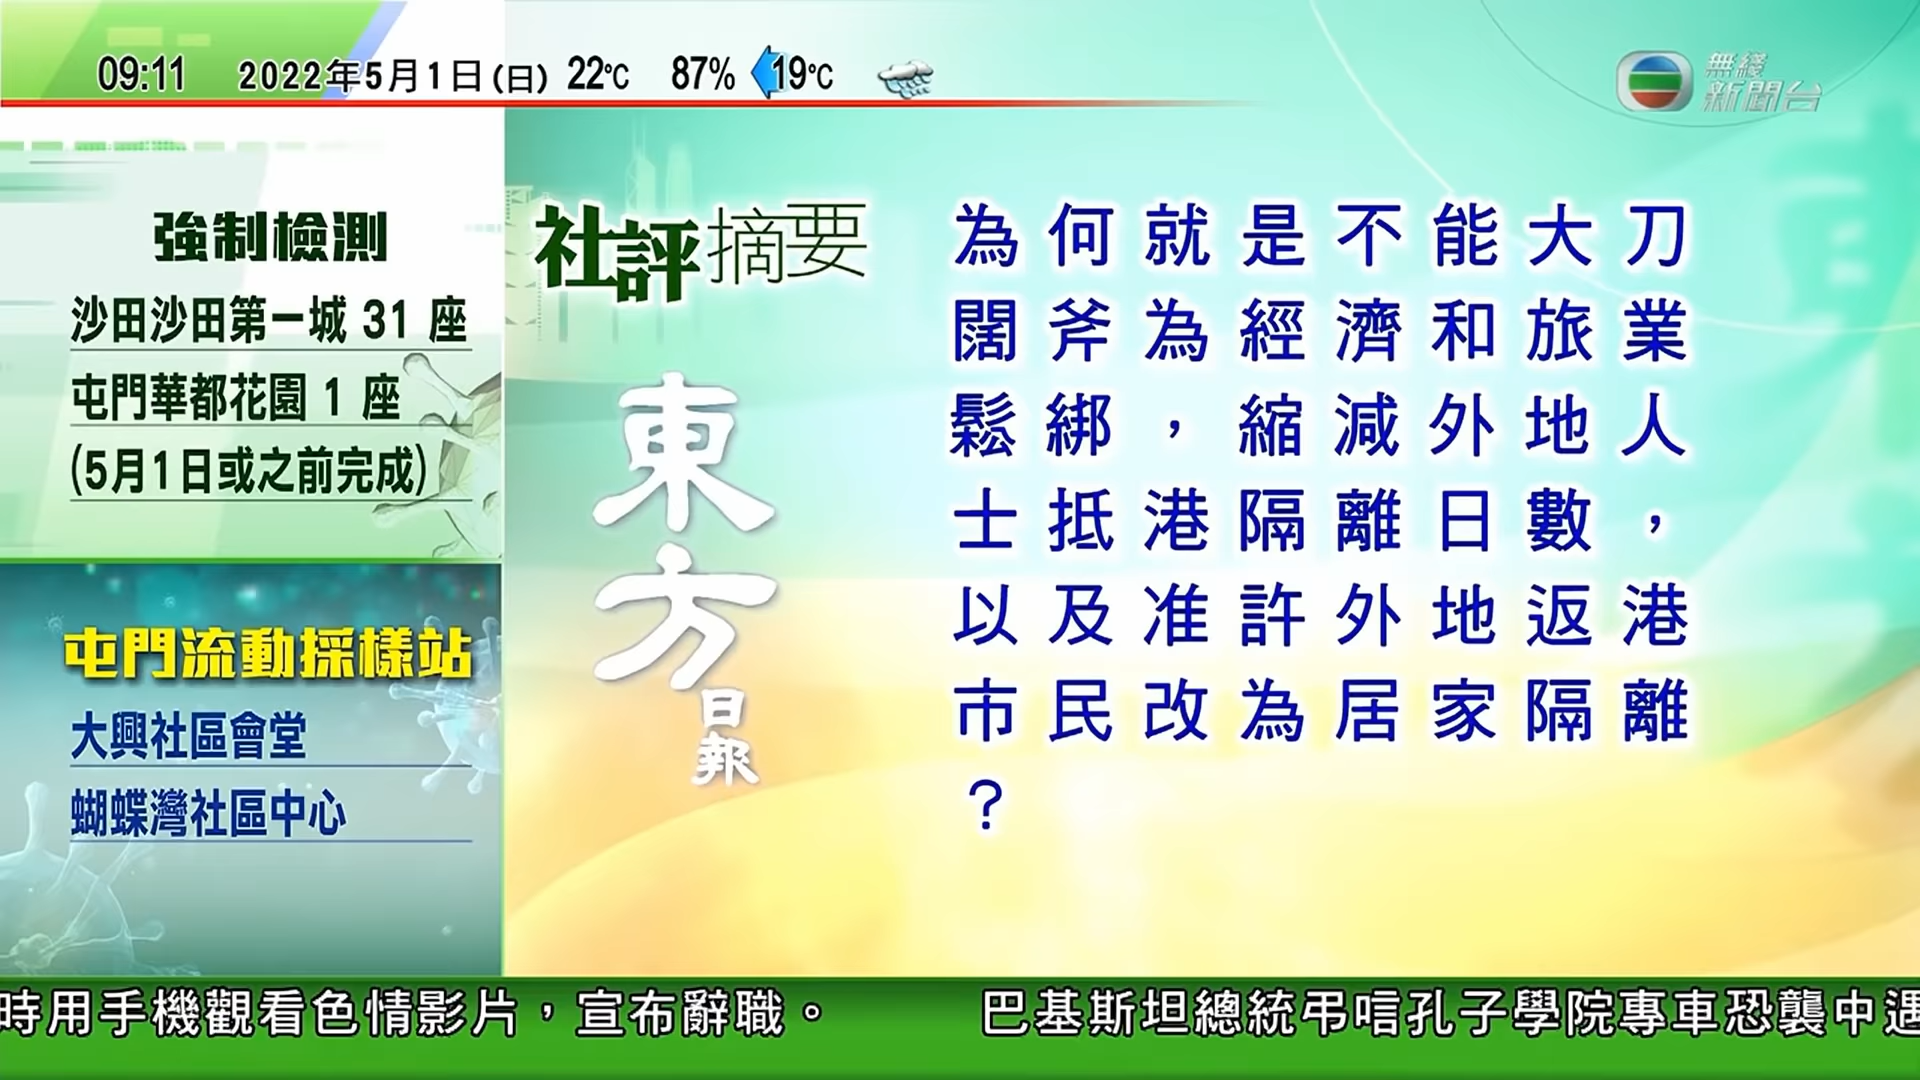 09:11 2022年5月1日(日) 22℃ 87% 19℃
無綫
新聞台
強制檢測
沙田沙田第一城 31 座
屯門華都花園 1 座
(5月1日或之前完成)
屯門流動採樣站
大興社區會堂
蝴蝶灣社區中心
社評摘要
東方日報
為何就是不能大刀
闊斧為經濟和旅業
鬆綁，縮減外地人
士抵港隔離日數，
以及准許外地返港
市民改為居家隔離
？
時用手機觀看色情影片，宣布辭職。 巴基斯坦總統弔唁孔子學院專車恐襲中遇